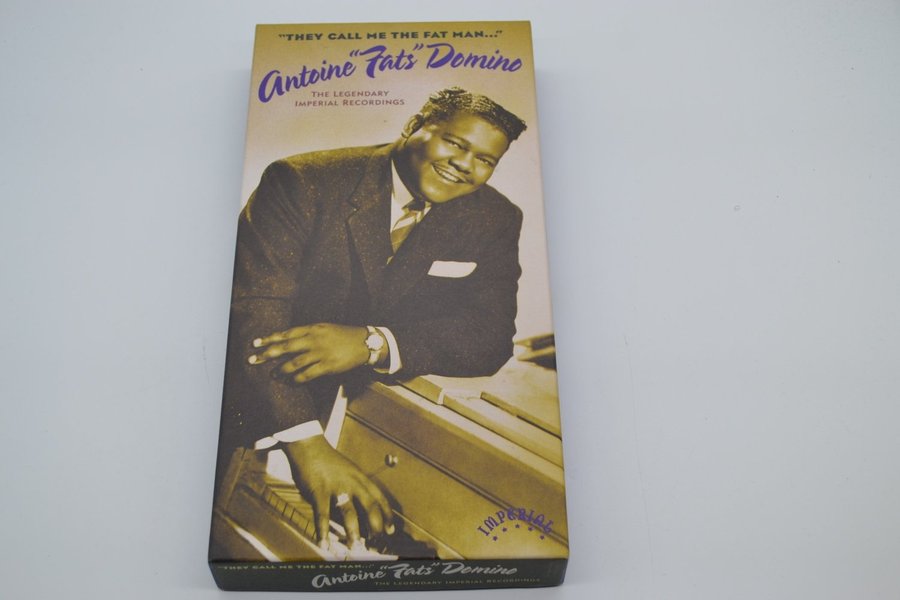 "THEY CALL ME THE FAT MAN..."
Antoine "Fats" Domino
THE LEGENDARY
IMPERIAL RECORDINGS
IMPERIAL
"THEY CALL ME THE FAT MAN..."
Antoine "Fats" Domino
THE LEGENDARY IMPERIAL RECORDINGS